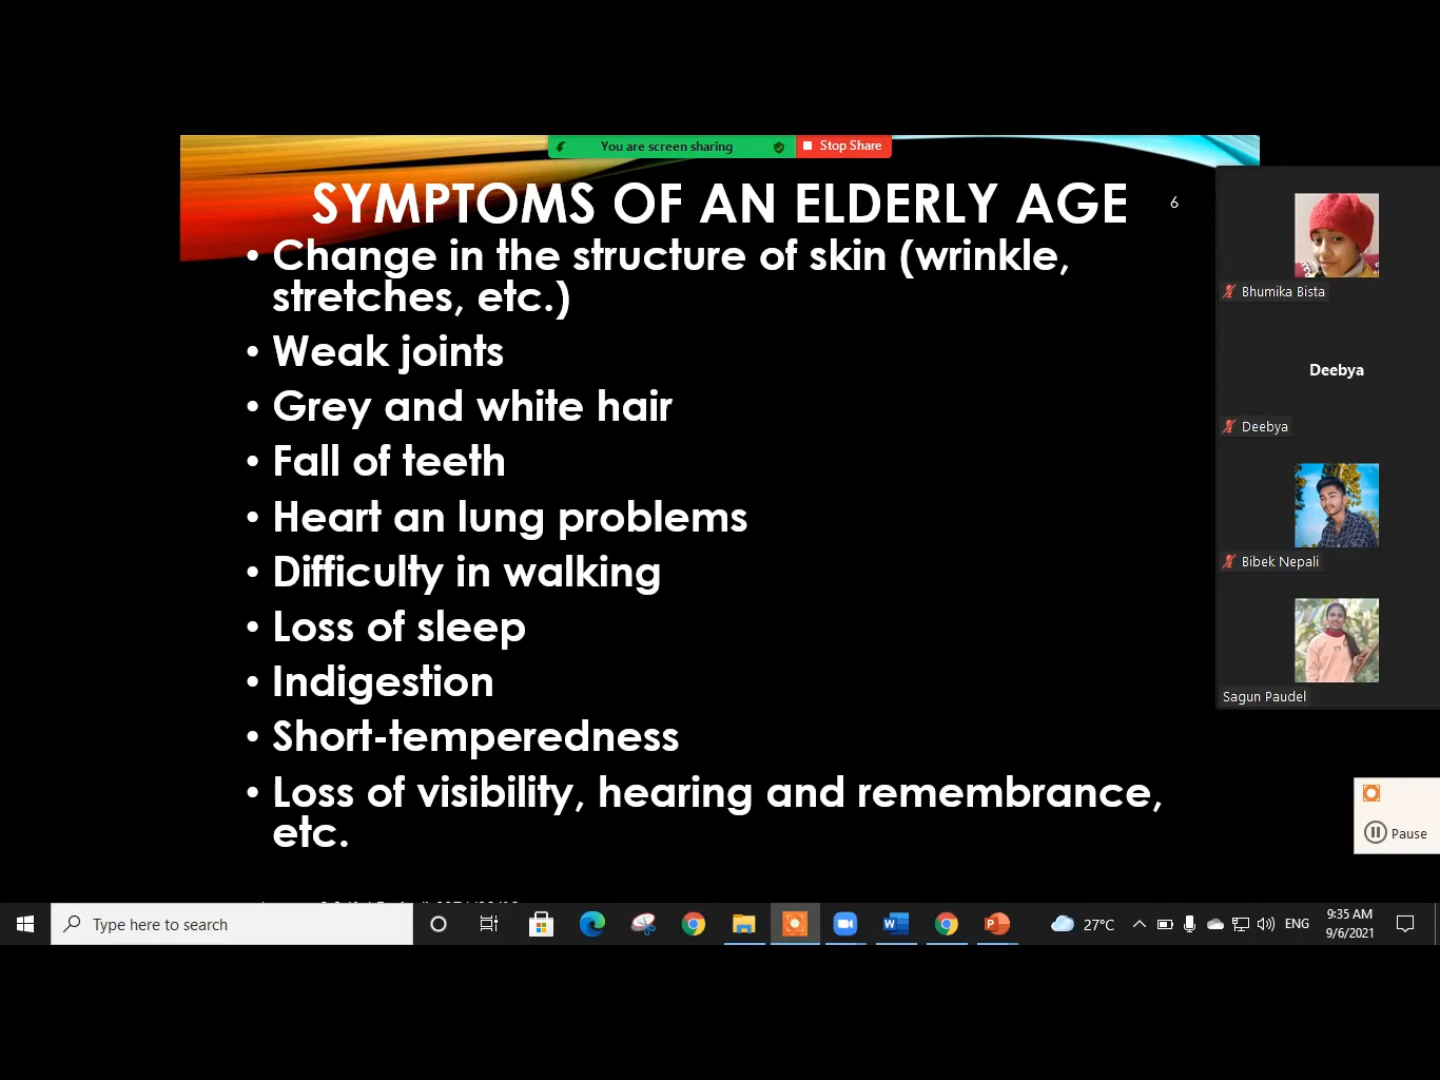 You are screen sharing
Stop Share
SYMPTOMS OF AN ELDERLY AGE
6
• Change in the structure of skin (wrinkle,
stretches, etc.)
• Weak joints
• Grey and white hair
• Fall of teeth
• Heart an lung problems
• Difficulty in walking
• Loss of sleep
• Indigestion
• Short-temperedness
• Loss of visibility, hearing and remembrance,
etc.
Bhumika Bista
Deebya
Deebya
Bibek Nepali
Sagun Paudel
Pause
Type here to search
27°C
ENG
9:35 AM
9/6/2021